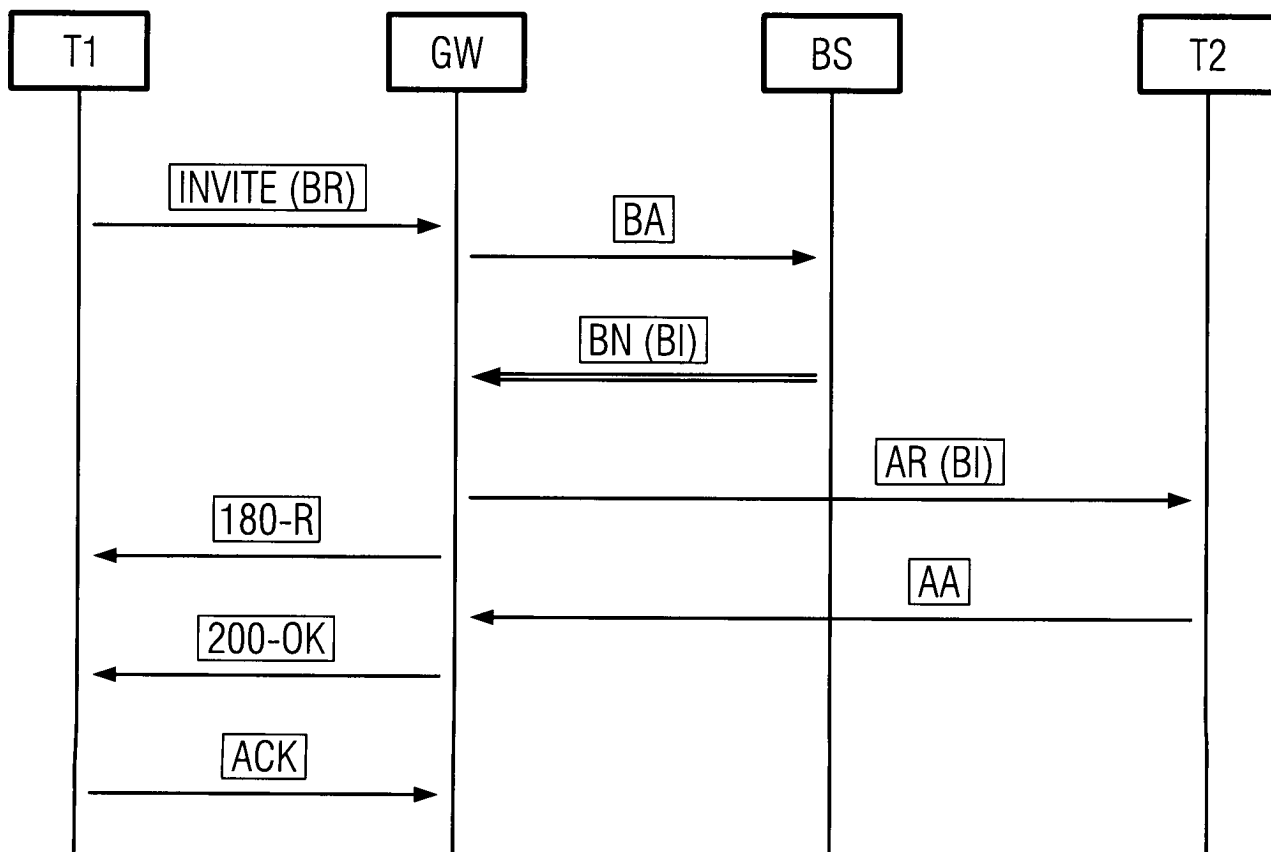 T1 GW BS T2
INVITE (BR)
BA
BN (BI)
AR (BI)
180-R
AA
200-OK
ACK